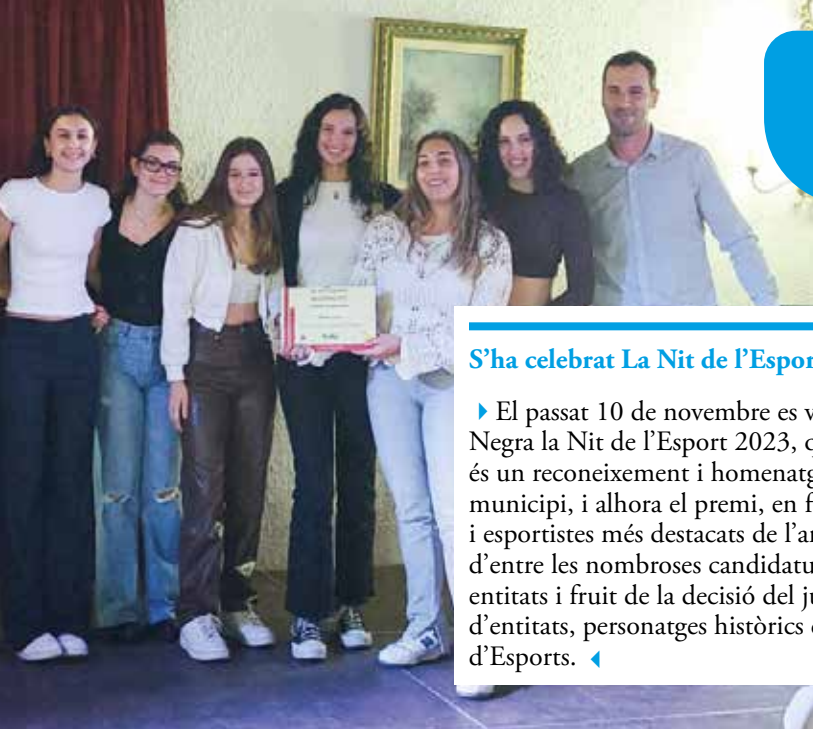 S’ha celebrat La Nit de l’Espor
El passat 10 de novembre es v
Negra la Nit de l’Esport 2023, q
és un reconeixement i homenatg
municipi, i alhora el premi, en f
i esportistes més destacats de l’an
d’entre les nombroses candidatu
entitats i fruit de la decisió del ju
d’entitats, personatges històrics
d’Esports.